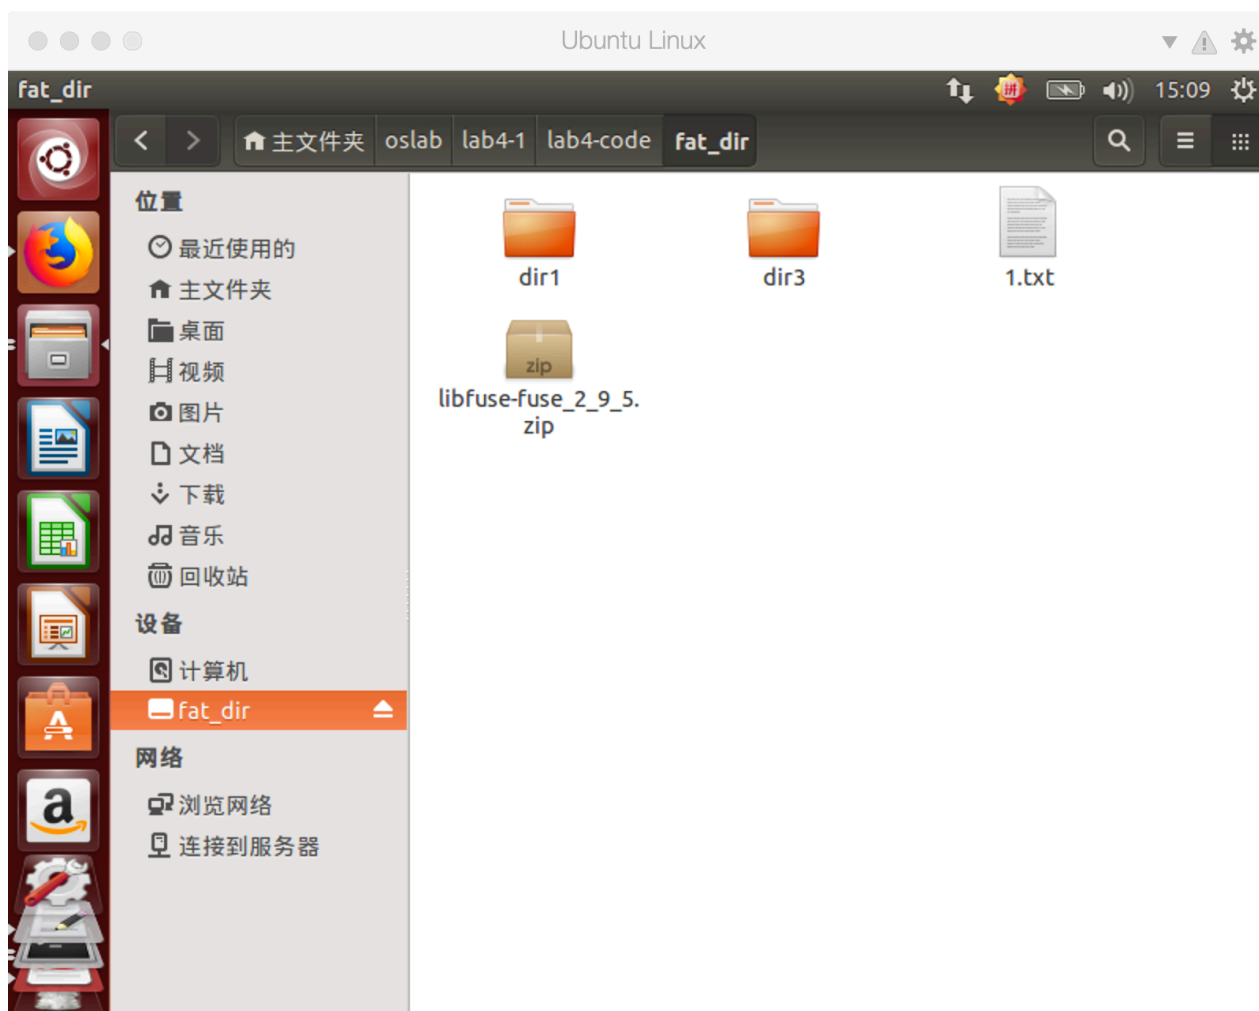 Ubuntu Linux
fat_dir
拼
15:09
主文件夹 oslab lab4-1 lab4-code fat_dir
位置
最近使用的
主文件夹
桌面
视频
图片
文档
下载
音乐
回收站
设备
计算机
fat_dir
网络
浏览网络
连接到服务器
dir1
dir3
1.txt
zip
libfuse-fuse_2_9_5.
zip